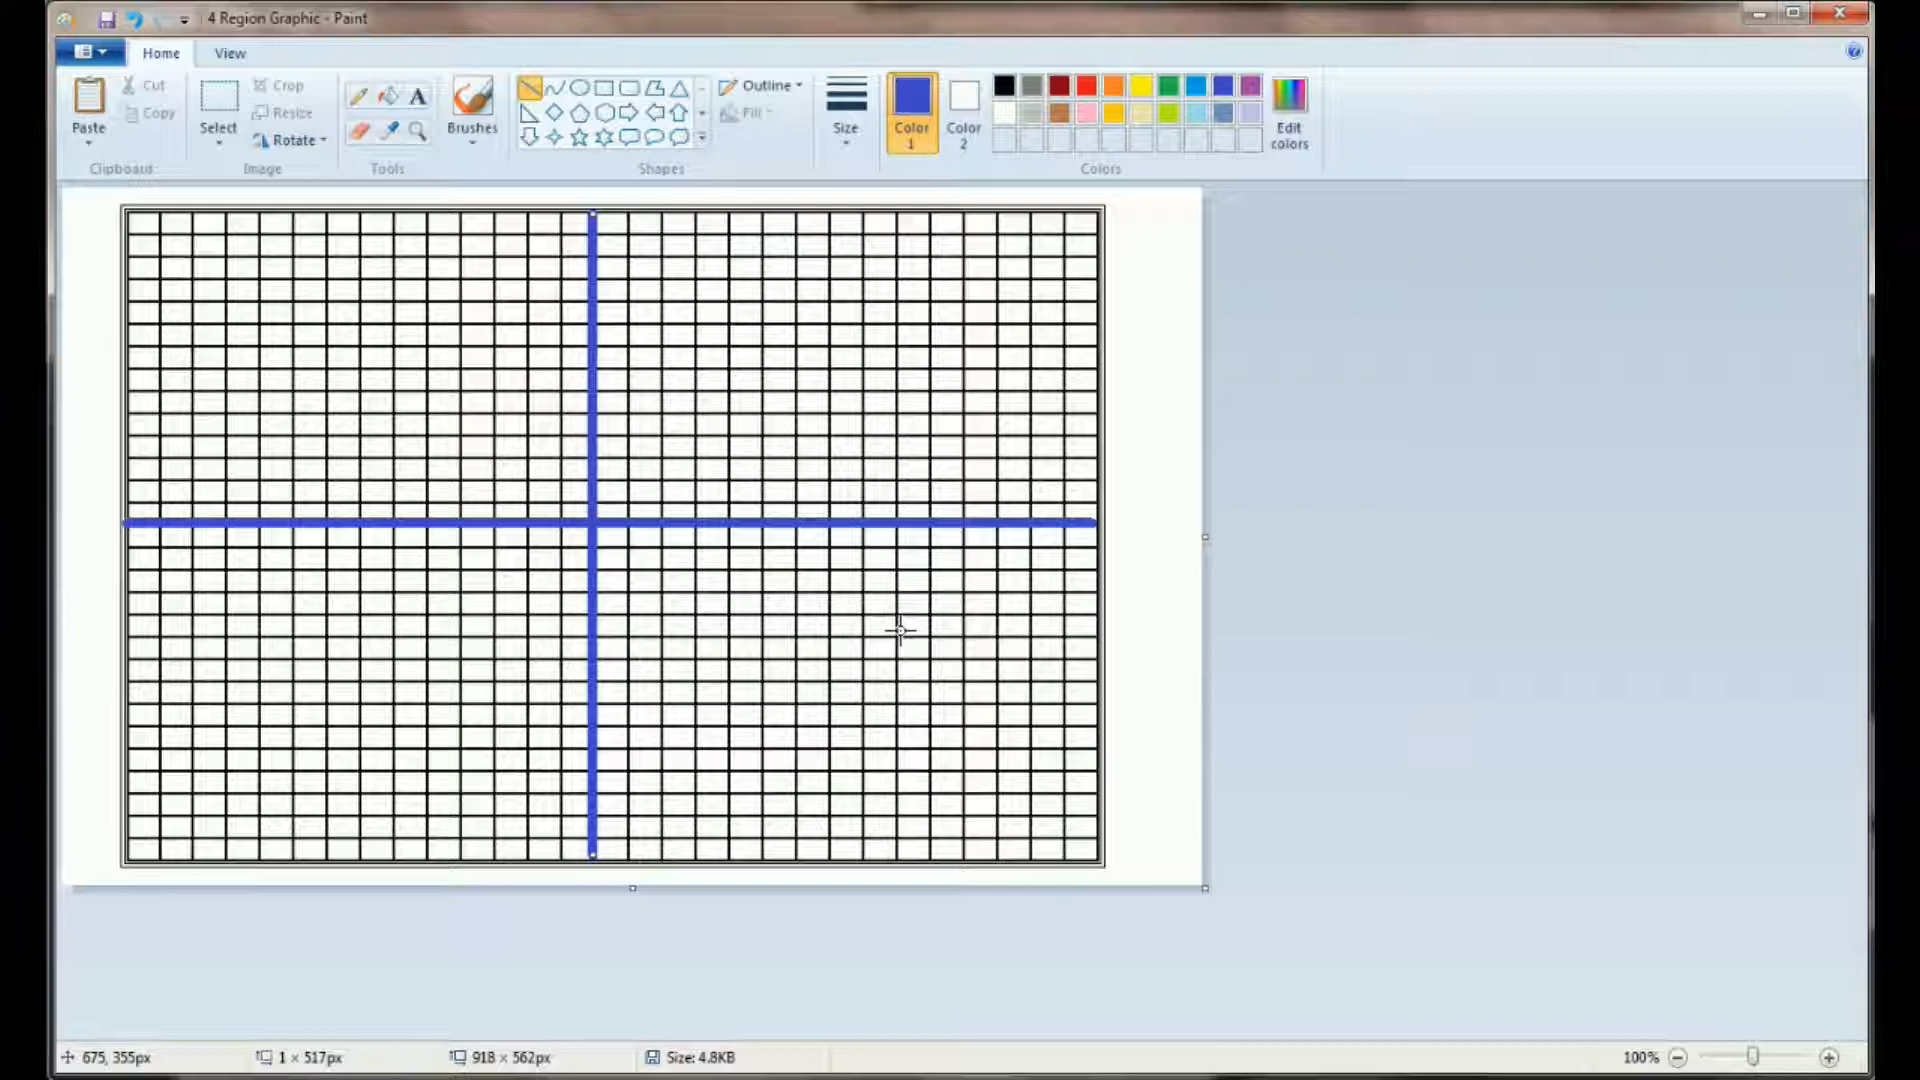 4 Region Graphic - Paint
Home View
Paste
Cut
Copy
Clipboard
Select
Crop
Resize
Rotate
Image
A
Tools
Brushes
Shapes
Outline
Fill
Size
Color 1
Color 2
Edit colors
Colors
675, 355px
1 × 517px
918 × 562px
Size: 4.8KB
100%